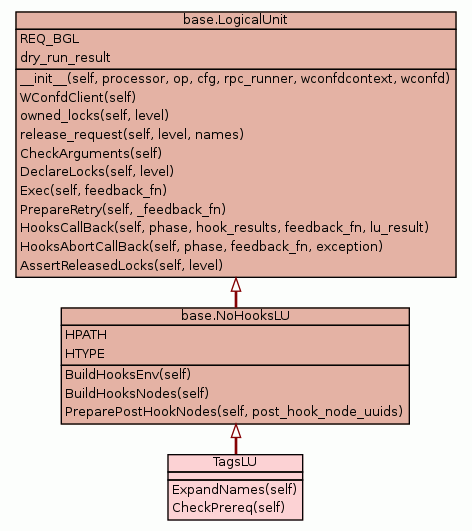 base.LogicalUnit
REQ_BGL
dry_run_result
__init__(self, processor, op, cfg, rpc_runner, wconfdcontext, wconfd)
WConfdClient(self)
owned_locks(self, level)
release_request(self, level, names)
CheckArguments(self)
DeclareLocks(self, level)
Exec(self, feedback_fn)
PrepareRetry(self, _feedback_fn)
HooksCallBack(self, phase, hook_results, feedback_fn, lu_result)
HooksAbortCallBack(self, phase, feedback_fn, exception)
AssertReleasedLocks(self, level)
base.NoHooksLU
HPATH
HTYPE
BuildHooksEnv(self)
BuildHooksNodes(self)
PreparePostHookNodes(self, post_hook_node_uuids)
TagsLU
ExpandNames(self)
CheckPrereq(self)